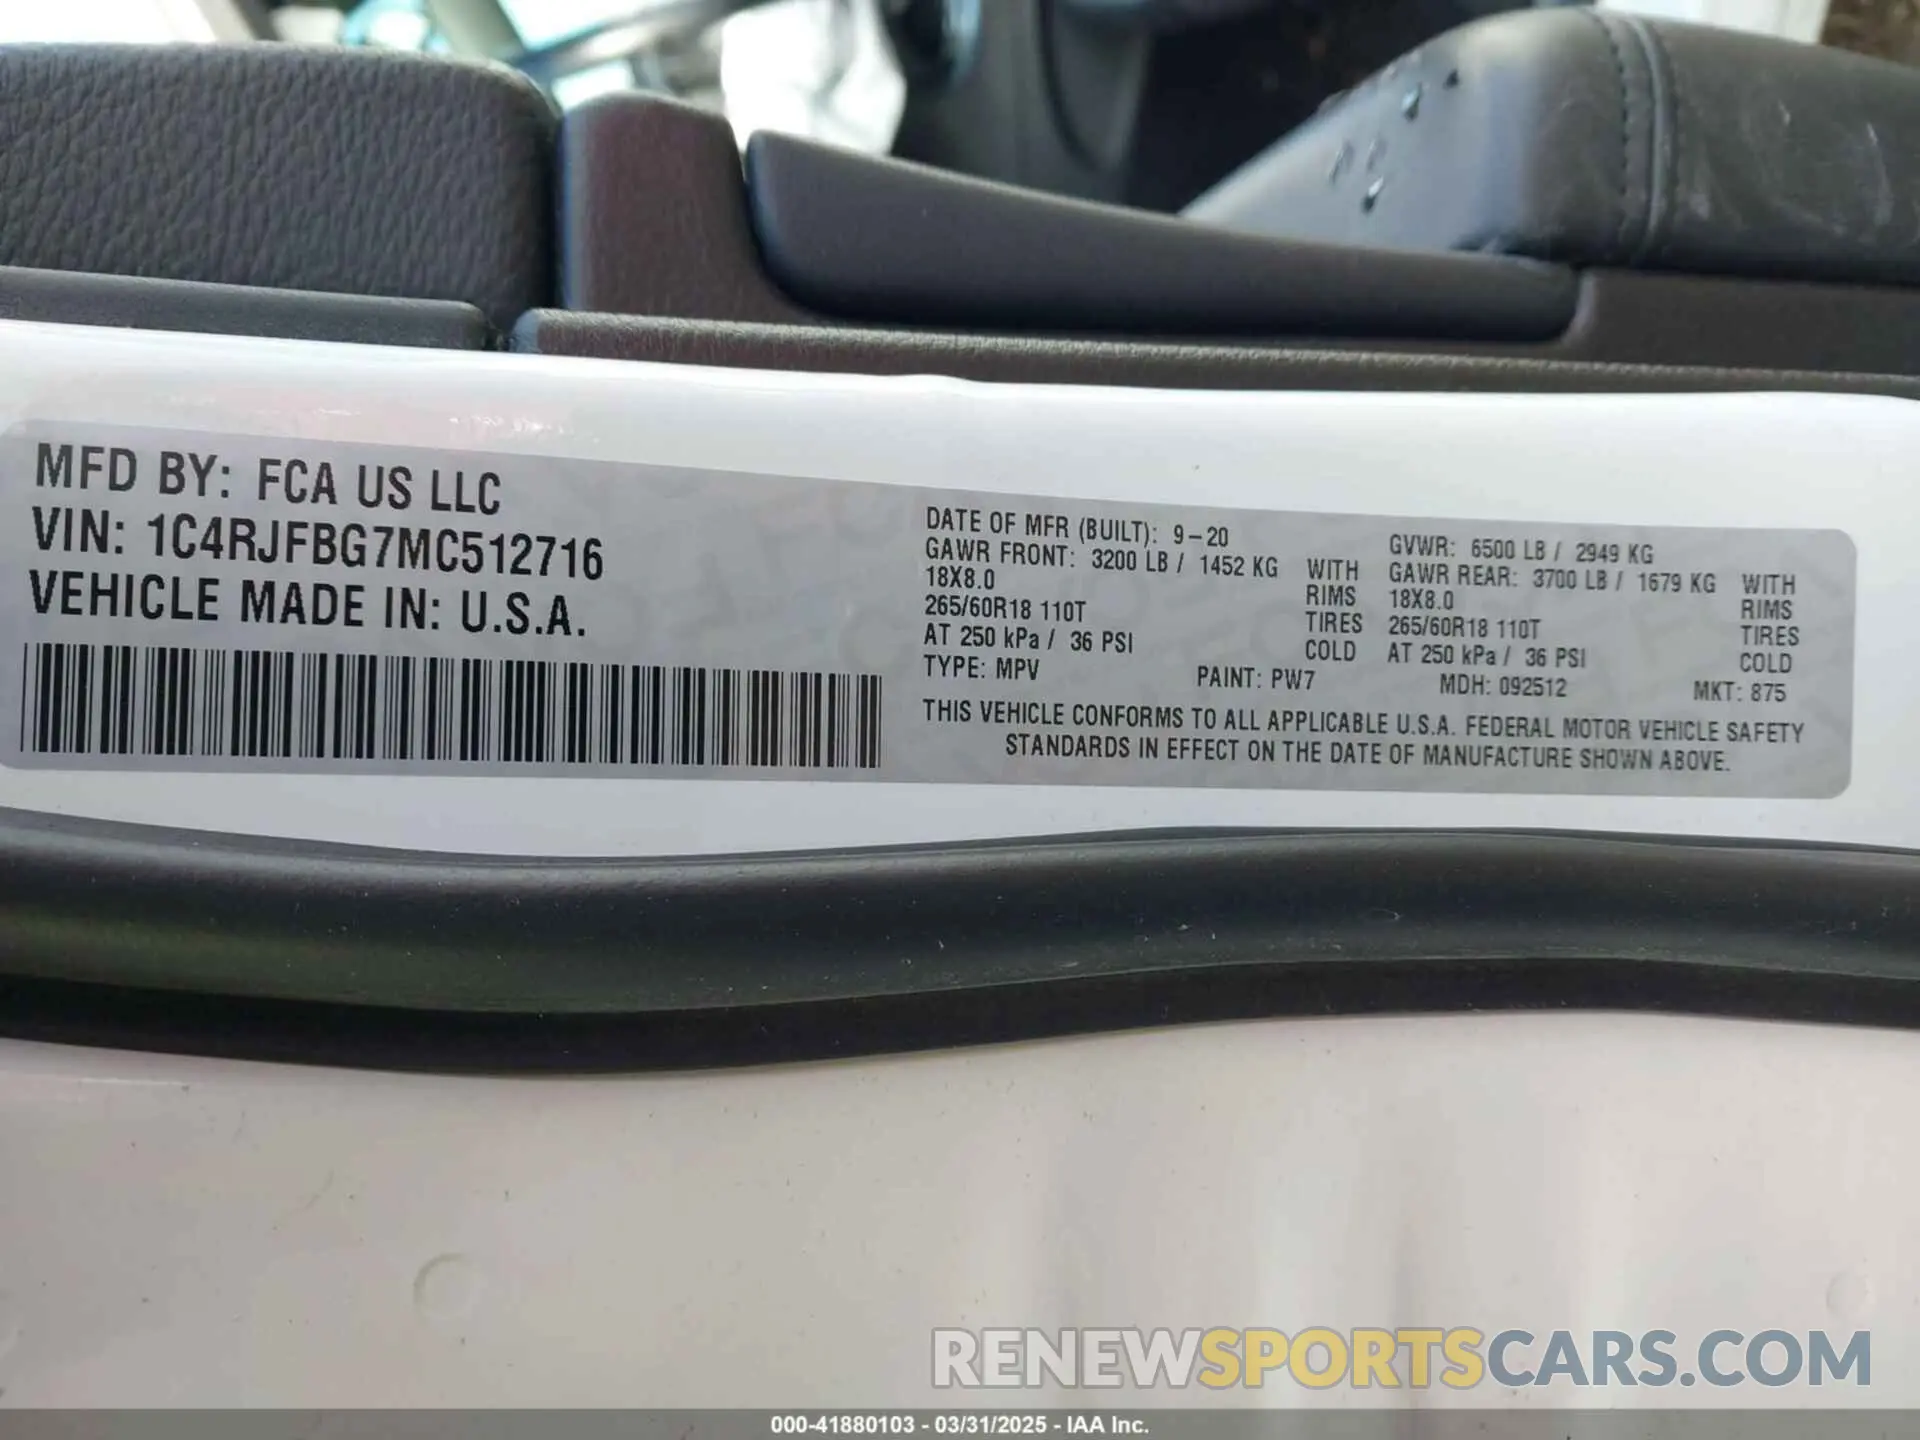 MFD BY: FCA US LLC
VIN: 1C4RJFBG7MC512716
VEHICLE MADE IN: U.S.A.
DATE OF MFR (BUILT): 9-20
GAWR FRONT: 3200 LB / 1452 KG WITH
18X8.0 RIMS
265/60R18 110T TIRES
AT 250 kPa / 36 PSI COLD
GVWR: 6500 LB / 2949 KG
GAWR REAR: 3700 LB / 1679 KG WITH
18X8.0 RIMS
265/60R18 110T TIRES
AT 250 kPa / 36 PSI COLD
TYPE: MPV PAINT: PW7 MDH: 092512 MKT: 875
THIS VEHICLE CONFORMS TO ALL APPLICABLE U.S.A. FEDERAL MOTOR VEHICLE SAFETY
STANDARDS IN EFFECT ON THE DATE OF MANUFACTURE SHOWN ABOVE.
RENEWSPORTSCARS.COM
000-41880103 - 03/31/2025 - IAA Inc.